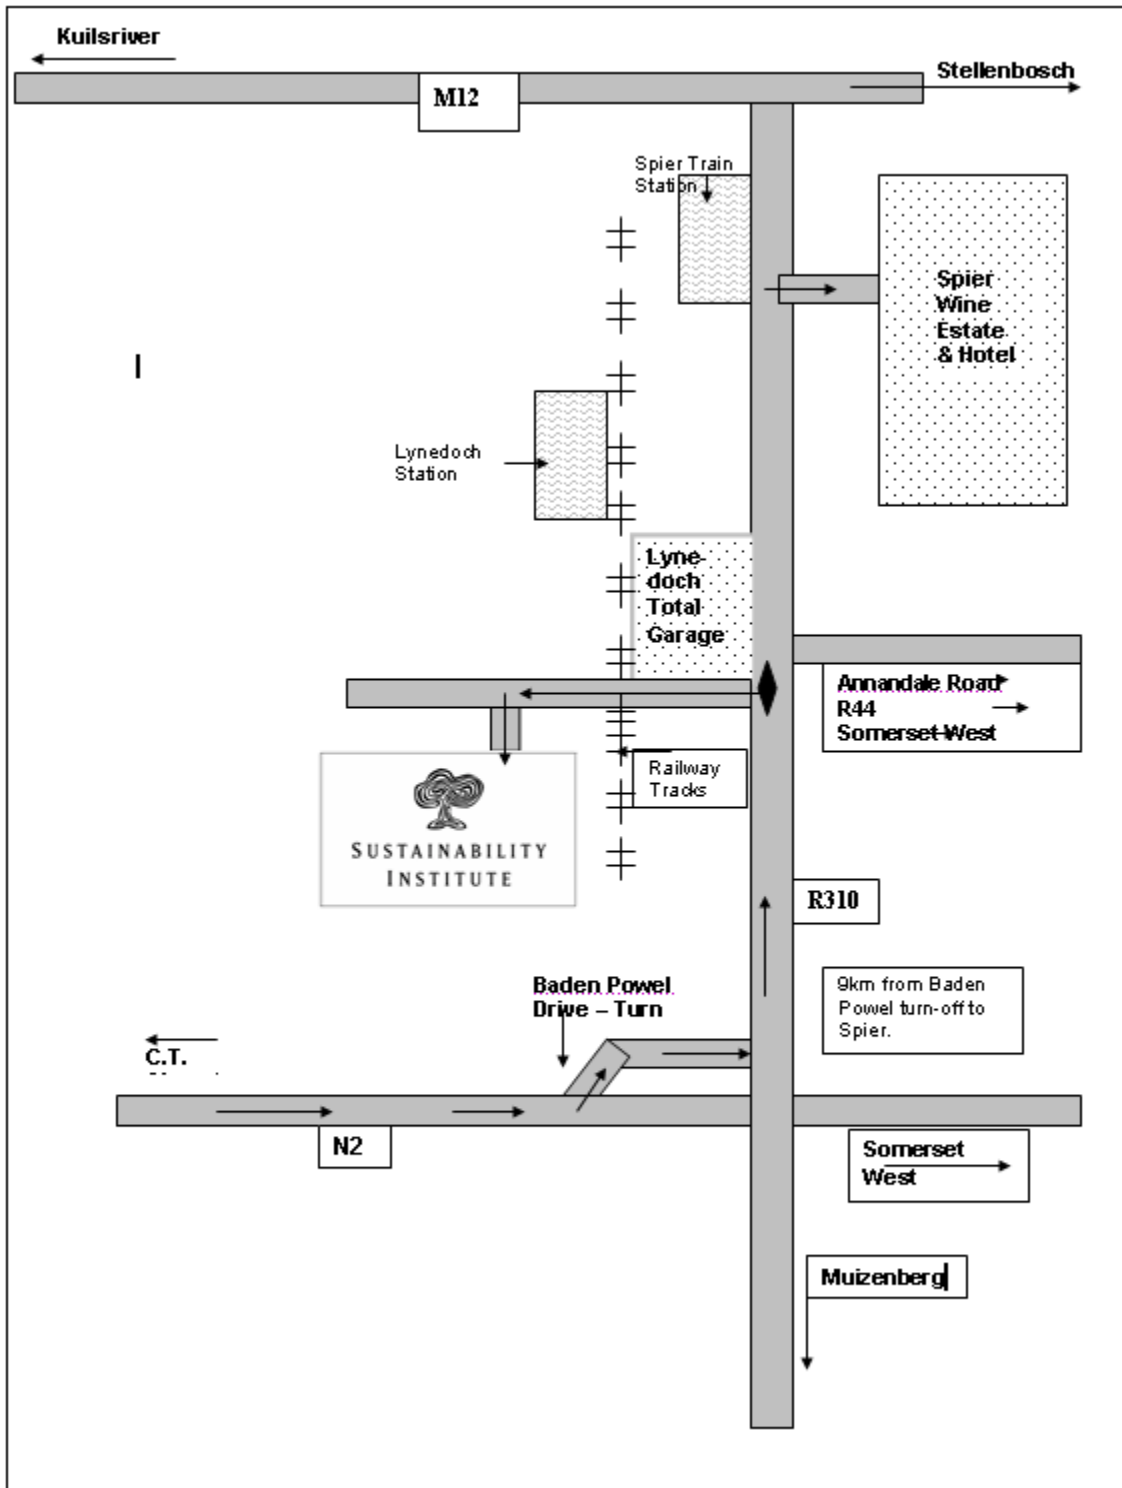 Kuilsriver
Stellenbosch
M12
Spier Train
Station
Spier
Wine
Estate
& Hotel
Lynedoch
Station
Lyne-
doch
Total
Garage
Annandale Road
R44
Somerset West
Railway
Tracks
SUSTAINABILITY
INSTITUTE
R310
Baden Powel
Drive – Turn
9km from Baden
Powel turn-off to
Spier.
C.T.
N2
Somerset
West
Muizenberg